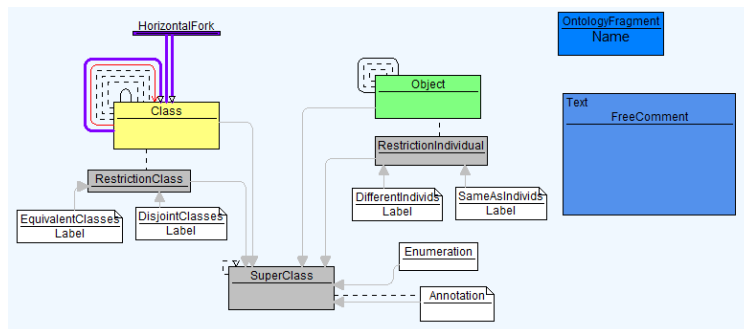 HorizontalFork
OntologyFragment
Name
Class
Object
Text
FreeComment
RestrictionClass
RestrictionIndividual
EquivalentClasses
Label
DisjointClasses
Label
DifferentIndivids
Label
SameAsIndivids
Label
Enumeration
SuperClass
Annotation